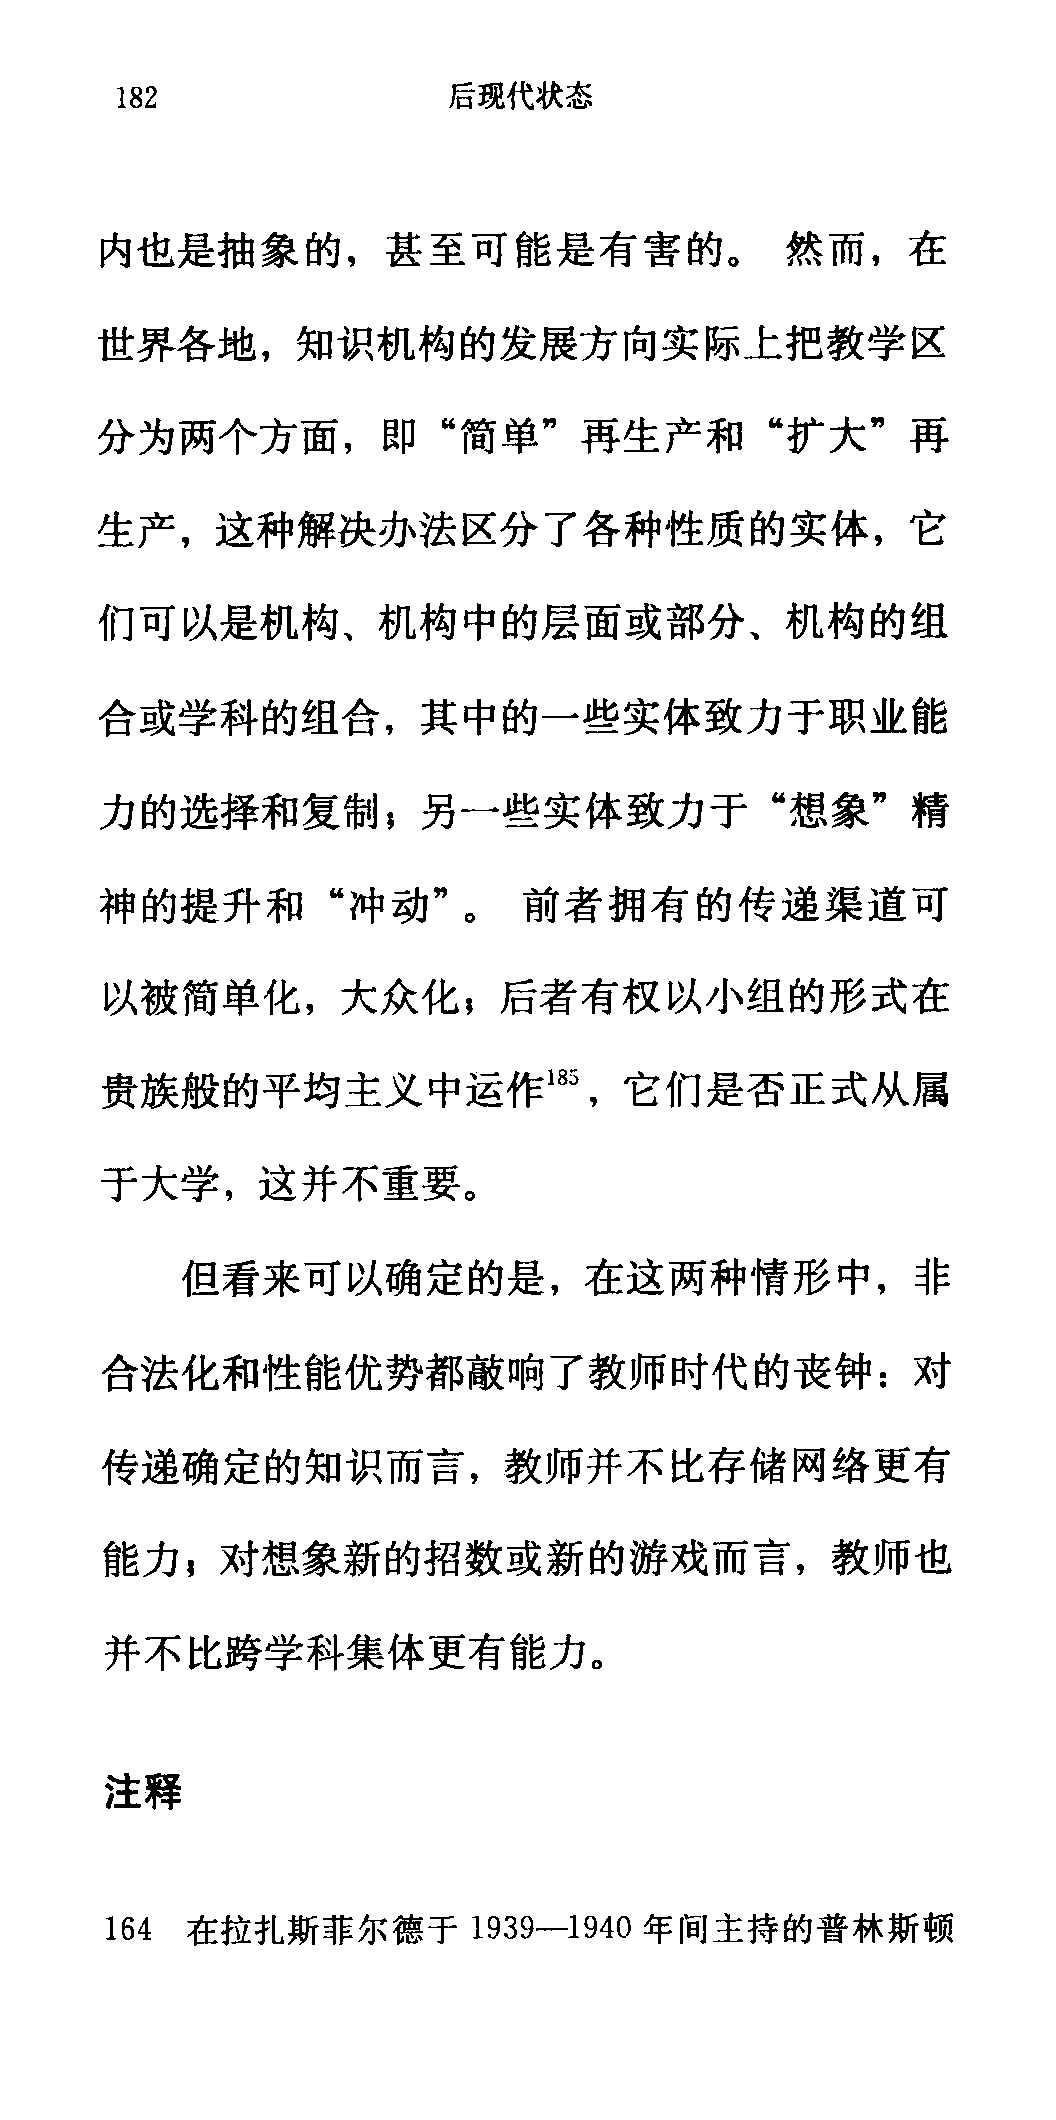 182 后现代状态
内也是抽象的，甚至可能是有害的。 然而，在
世界各地，知识机构的发展方向实际上把教学区
分为两个方面，即“简单”再生产和“扩大”再
生产，这种解决办法区分了各种性质的实体，它
们可以是机构、机构中的层面或部分、机构的组
合或学科的组合，其中的一些实体致力于职业能
力的选择和复制；另一些实体致力于“想象”精
神的提升和“冲动”。 前者拥有的传递渠道可
以被简单化，大众化；后者有权以小组的形式在
贵族般的平均主义中运作185，它们是否正式从属
于大学，这并不重要。
但看来可以确定的是，在这两种情形中，非
合法化和性能优势都敲响了教师时代的丧钟：对
传递确定的知识而言，教师并不比存储网络更有
能力；对想象新的招数或新的游戏而言，教师也
并不比跨学科集体更有能力。
注释
164 在拉扎斯菲尔德于 1939—1940 年间主持的普林斯顿